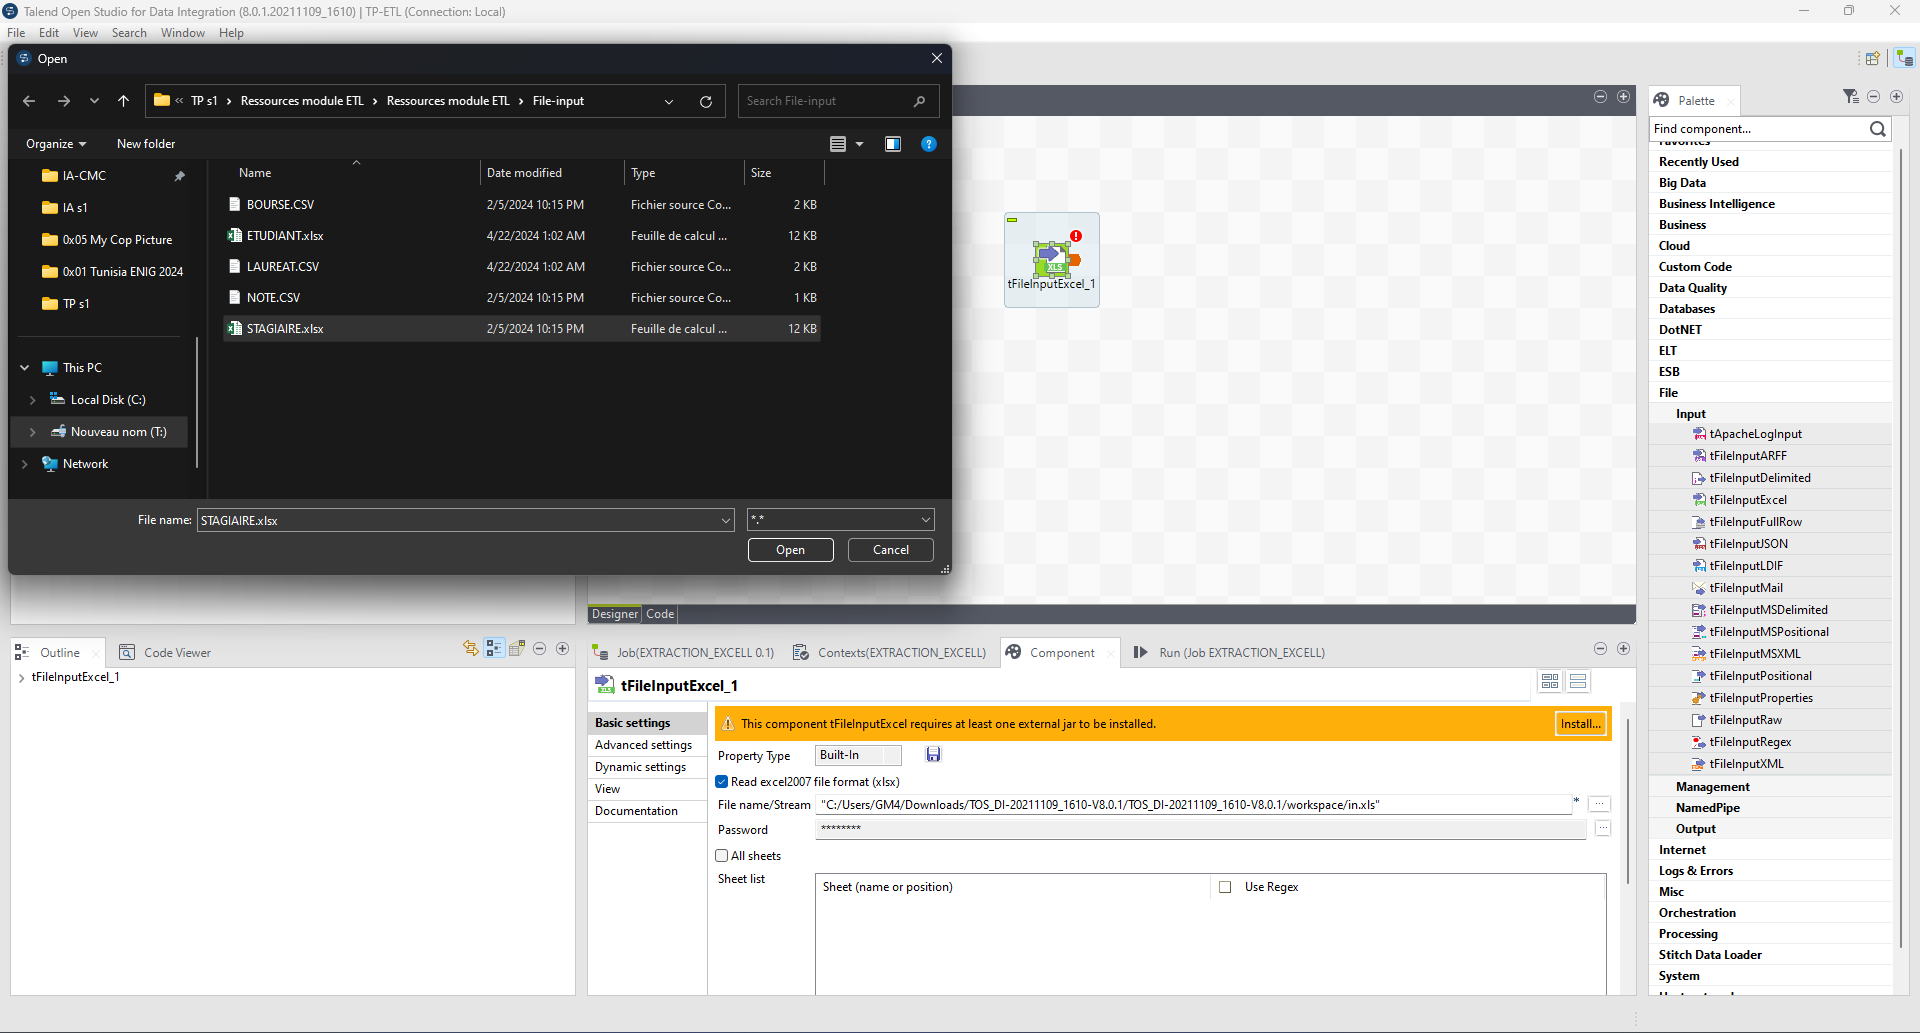 Talend Open Studio for Data Integration (8.0.1.20211109_1610) | TP-ETL (Connection: Local)
File Edit View Search Window Help
Open
« TP s1 › Ressources module ETL › Ressources module ETL › File-input
Search File-input
Organize New folder
IA-CMC
IA s1
0x05 My Cop Picture
0x01 Tunisia ENIG 2024
TP s1
This PC
Local Disk (C:)
Nouveau nom (T:)
Network
Name Date modified Type Size
BOURSE.CSV 2/5/2024 10:15 PM Fichier source Co... 2 KB
ETUDIANT.xlsx 4/22/2024 1:02 AM Feuille de calcul ... 12 KB
LAUREAT.CSV 4/22/2024 1:02 AM Fichier source Co... 2 KB
NOTE.CSV 2/5/2024 10:15 PM Fichier source Co... 1 KB
STAGIAIRE.xlsx 2/5/2024 10:15 PM Feuille de calcul ... 12 KB
File name: STAGIAIRE.xlsx *.*
Open Cancel
tFileInputExcel_1
Designer Code
Outline Code Viewer
tFileInputExcel_1
Job(EXTRACTION_EXCELL 0.1) Contexts(EXTRACTION_EXCELL) Component Run (Job EXTRACTION_EXCELL)
tFileInputExcel_1
Basic settings
Advanced settings
Dynamic settings
View
Documentation
This component tFileInputExcel requires at least one external jar to be installed. Install...
Property Type Built-In
Read excel2007 file format (xlsx)
File name/Stream "C:/Users/GM4/Downloads/TOS_DI-20211109_1610-V8.0.1/TOS_DI-20211109_1610-V8.0.1/workspace/in.xls" * ...
Password ******** ...
All sheets
Sheet list Sheet (name or position) Use Regex
Palette
Find component...
Favorites
Recently Used
Big Data
Business Intelligence
Business
Cloud
Custom Code
Data Quality
Databases
DotNET
ELT
ESB
File
Input
tApacheLogInput
tFileInputARFF
tFileInputDelimited
tFileInputExcel
tFileInputFullRow
tFileInputJSON
tFileInputLDIF
tFileInputMail
tFileInputMSDelimited
tFileInputMSPositional
tFileInputMSXML
tFileInputPositional
tFileInputProperties
tFileInputRaw
tFileInputRegex
tFileInputXML
Management
NamedPipe
Output
Internet
Logs & Errors
Misc
Orchestration
Processing
Stitch Data Loader
System